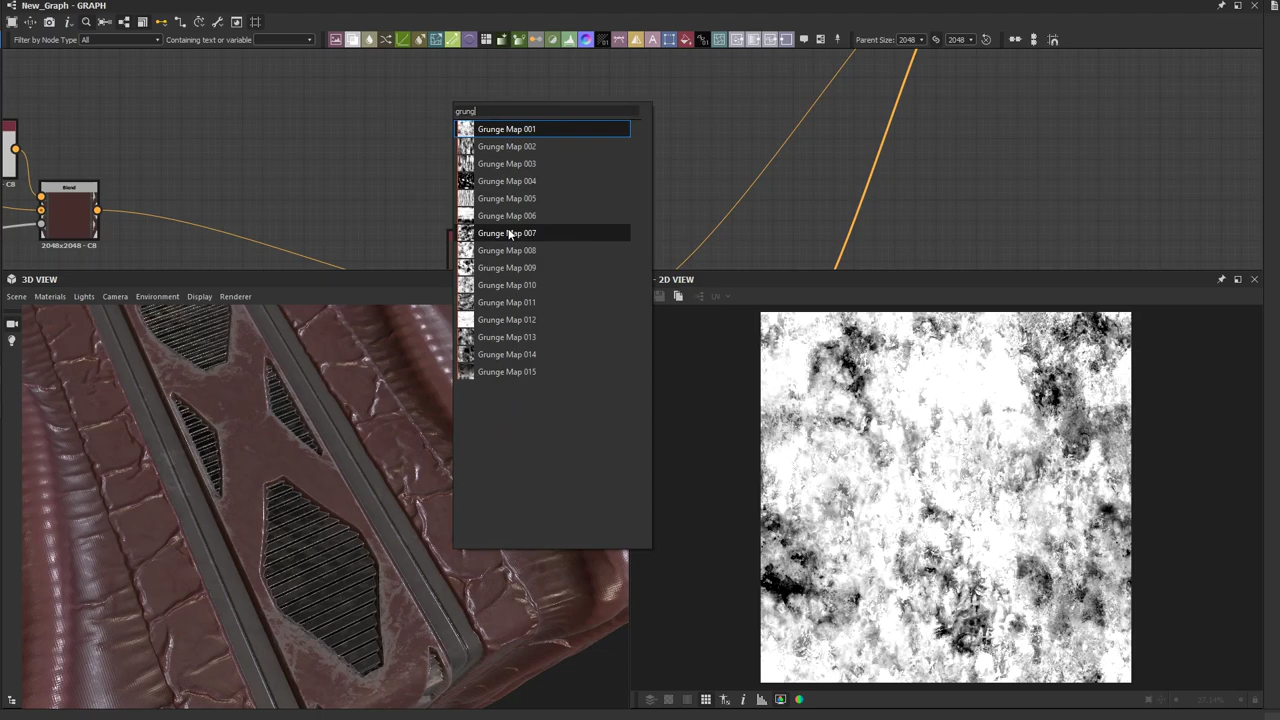 New_Graph - GRAPH
Filter by Node Type All Containing text or variable Parent Size: 2048 2048
grung
Grunge Map 001
Grunge Map 002
Grunge Map 003
Grunge Map 004
Grunge Map 005
Grunge Map 006
Grunge Map 007
Grunge Map 008
Grunge Map 009
Grunge Map 010
Grunge Map 011
Grunge Map 012
Grunge Map 013
Grunge Map 014
Grunge Map 015
- C8
Blend
2048x2048 - C8
3D VIEW
Scene Materials Lights Camera Environment Display Renderer
- 2D VIEW
UV